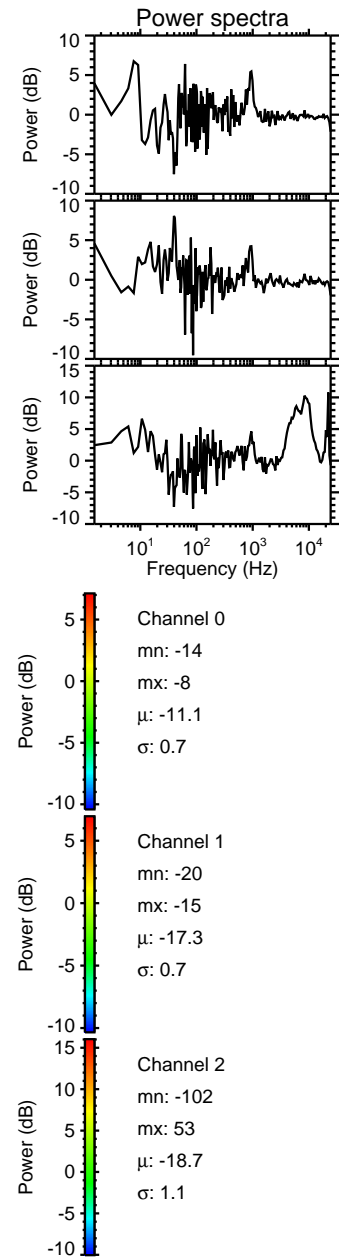 Power spectra
10
5
0
-5
-10
Power (dB)
10
5
0
-5
-10
Power (dB)
15
10
5
0
-5
-10
Power (dB)
10¹ 10² 10³ 10⁴
Frequency (Hz)
5
0
-5
-10
Power (dB)
Channel 0
mn: -14
mx: -8
μ: -11.1
σ: 0.7
5
0
-5
-10
Power (dB)
Channel 1
mn: -20
mx: -15
μ: -17.3
σ: 0.7
15
10
5
0
-5
-10
Power (dB)
Channel 2
mn: -102
mx: 53
μ: -18.7
σ: 1.1